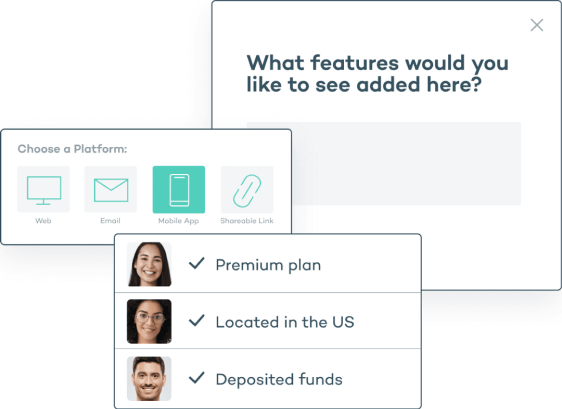 What features would you
like to see added here?
Choose a Platform:
Web
Email
Mobile App
Shareable Link
Premium plan
Located in the US
Deposited funds